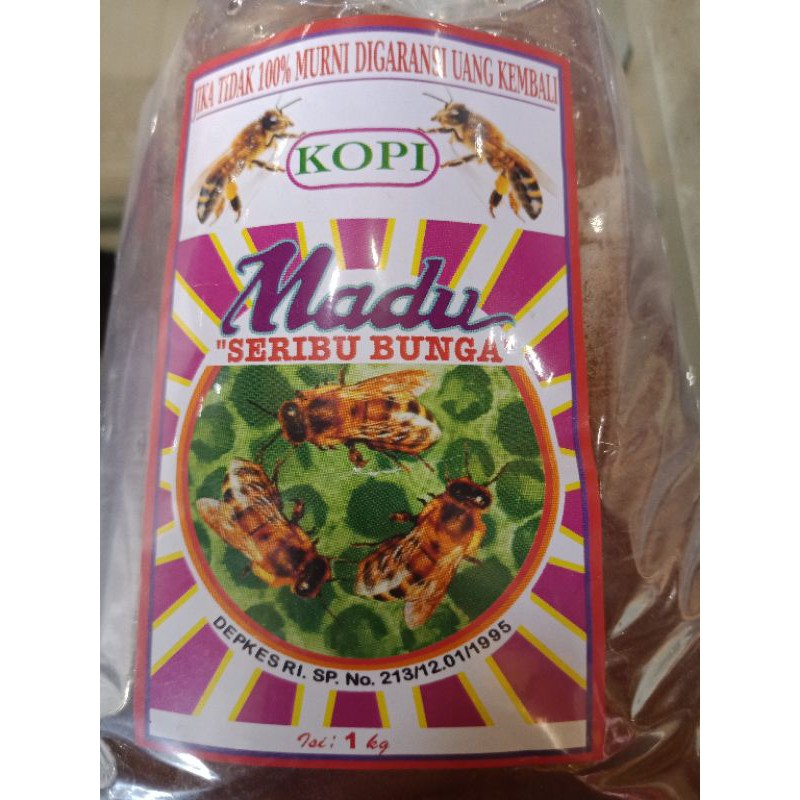 JIKA TiDAK 100% MURNI DIGARANSI UANG KEMBALI
KOPI
Madu
"SERIBU BUNGA
DEPKES RI. SP. No. 213/12.01/1995
Isi: 1 kg